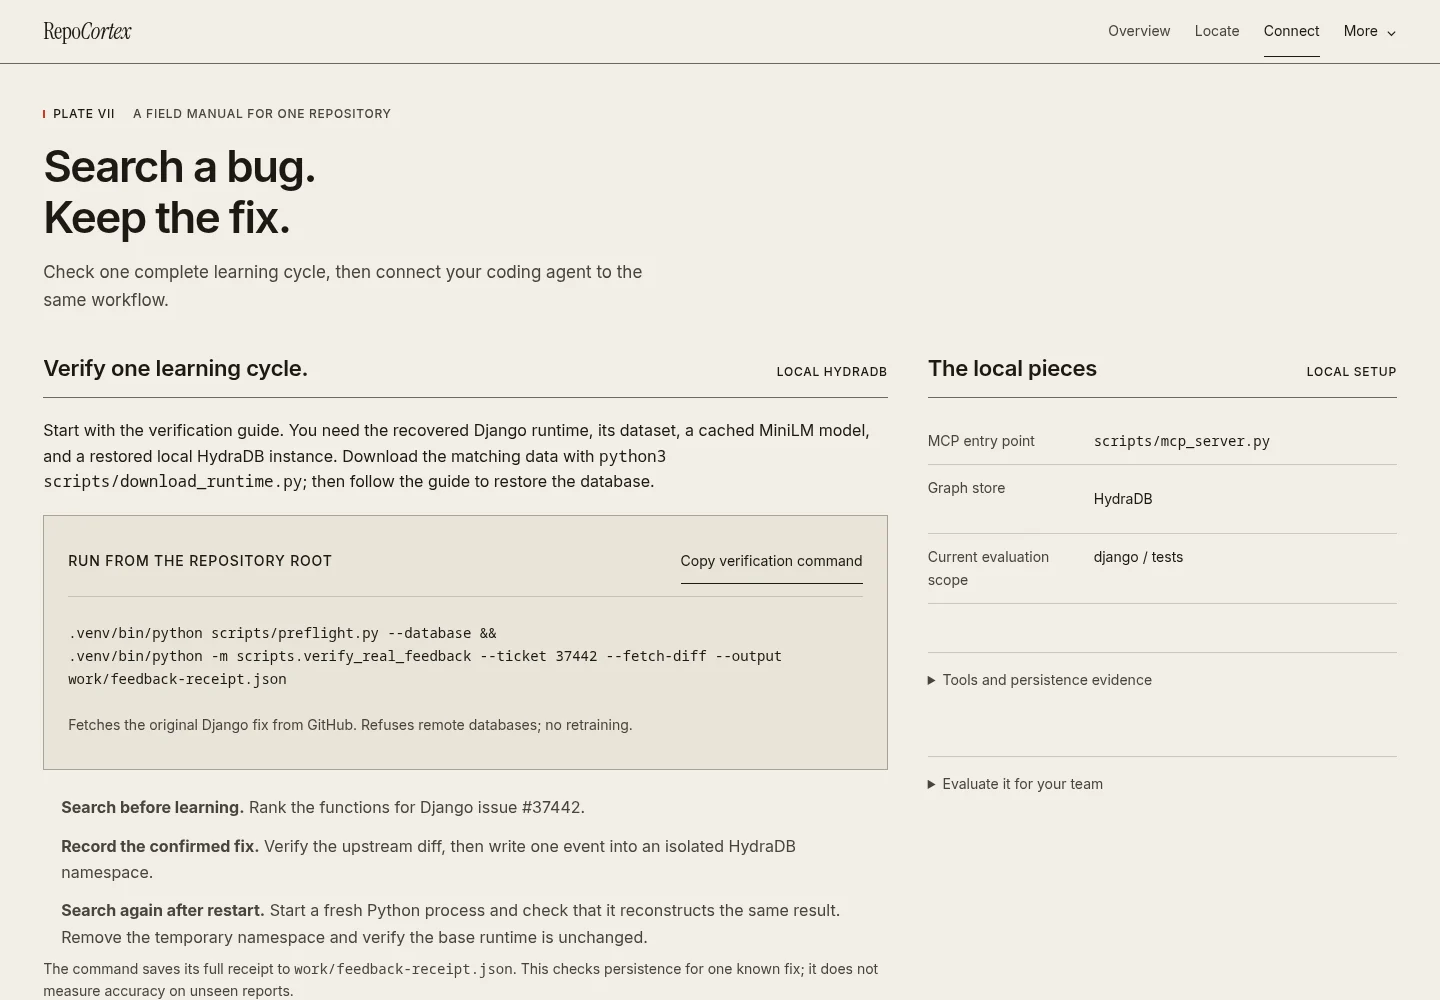 RepoCortex
Overview Locate Connect More
PLATE VII A FIELD MANUAL FOR ONE REPOSITORY
Search a bug.
Keep the fix.
Check one complete learning cycle, then connect your coding agent to the
same workflow.
Verify one learning cycle. LOCAL HYDRADB
Start with the verification guide. You need the recovered Django runtime, its dataset, a cached MiniLM model,
and a restored local HydraDB instance. Download the matching data with python3
scripts/download_runtime.py; then follow the guide to restore the database.
RUN FROM THE REPOSITORY ROOT Copy verification command
.venv/bin/python scripts/preflight.py --database &&
.venv/bin/python -m scripts.verify_real_feedback --ticket 37442 --fetch-diff --output
work/feedback-receipt.json
Fetches the original Django fix from GitHub. Refuses remote databases; no retraining.
Search before learning. Rank the functions for Django issue #37442.
Record the confirmed fix. Verify the upstream diff, then write one event into an isolated HydraDB
namespace.
Search again after restart. Start a fresh Python process and check that it reconstructs the same result.
Remove the temporary namespace and verify the base runtime is unchanged.
The command saves its full receipt to work/feedback-receipt.json. This checks persistence for one known fix; it does not
measure accuracy on unseen reports.
The local pieces LOCAL SETUP
MCP entry point scripts/mcp_server.py
Graph store HydraDB
Current evaluation django / tests
scope
Tools and persistence evidence
Evaluate it for your team